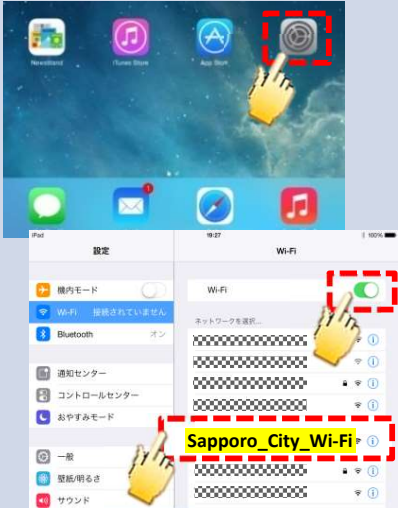 Newsstand
iTunes Store
App Store
1
iPad
19:27
100%
設定
Wi-Fi
機内モード
Wi-Fi 接続されていません
Bluetooth オン
通知センター
コントロールセンター
おやすみモード
一般
壁紙/明るさ
サウンド
Wi-Fi
ネットワークを選択...
Sapporo_City_Wi-Fi